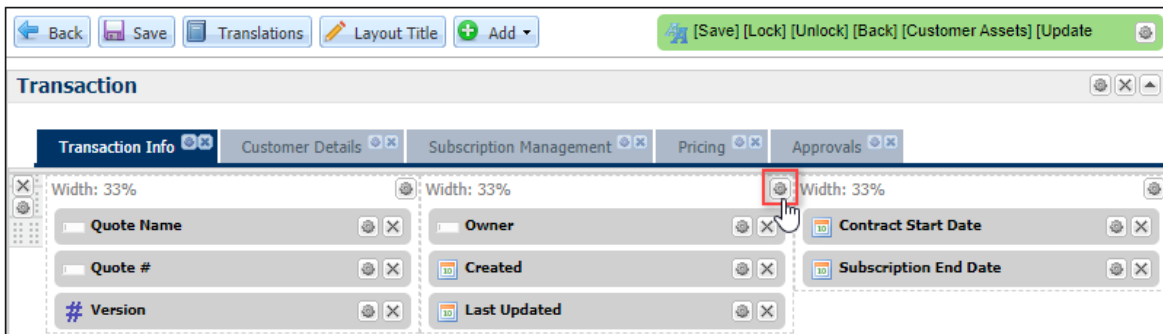 Back Save Translations Layout Title Add [Save] [Lock] [Unlock] [Back] [Customer Assets] [Update
Transaction
Transaction Info Customer Details Subscription Management Pricing Approvals
Width: 33% Width: 33% Width: 33%
Quote Name Owner Contract Start Date
Quote # Created Subscription End Date
# Version Last Updated